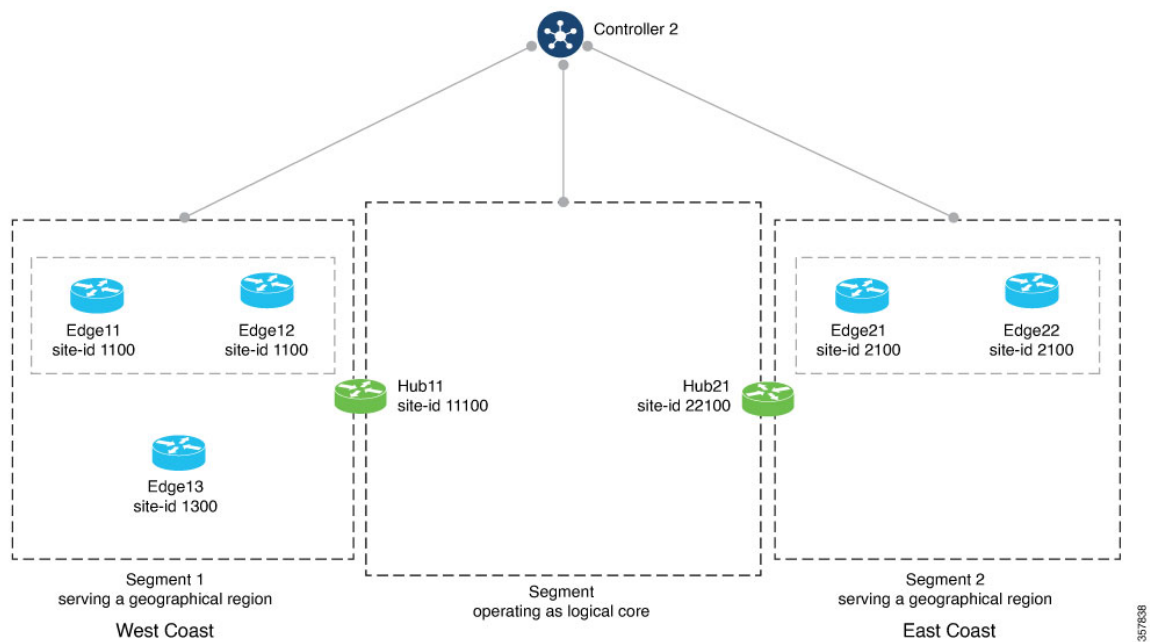 Controller 2
Edge11
site-id 1100
Edge12
site-id 1100
Hub11
site-id 11100
Edge13
site-id 1300
Hub21
site-id 22100
Edge21
site-id 2100
Edge22
site-id 2100
Segment 1
serving a geographical region
West Coast
Segment
operating as logical core
Segment 2
serving a geographical region
East Coast
357838